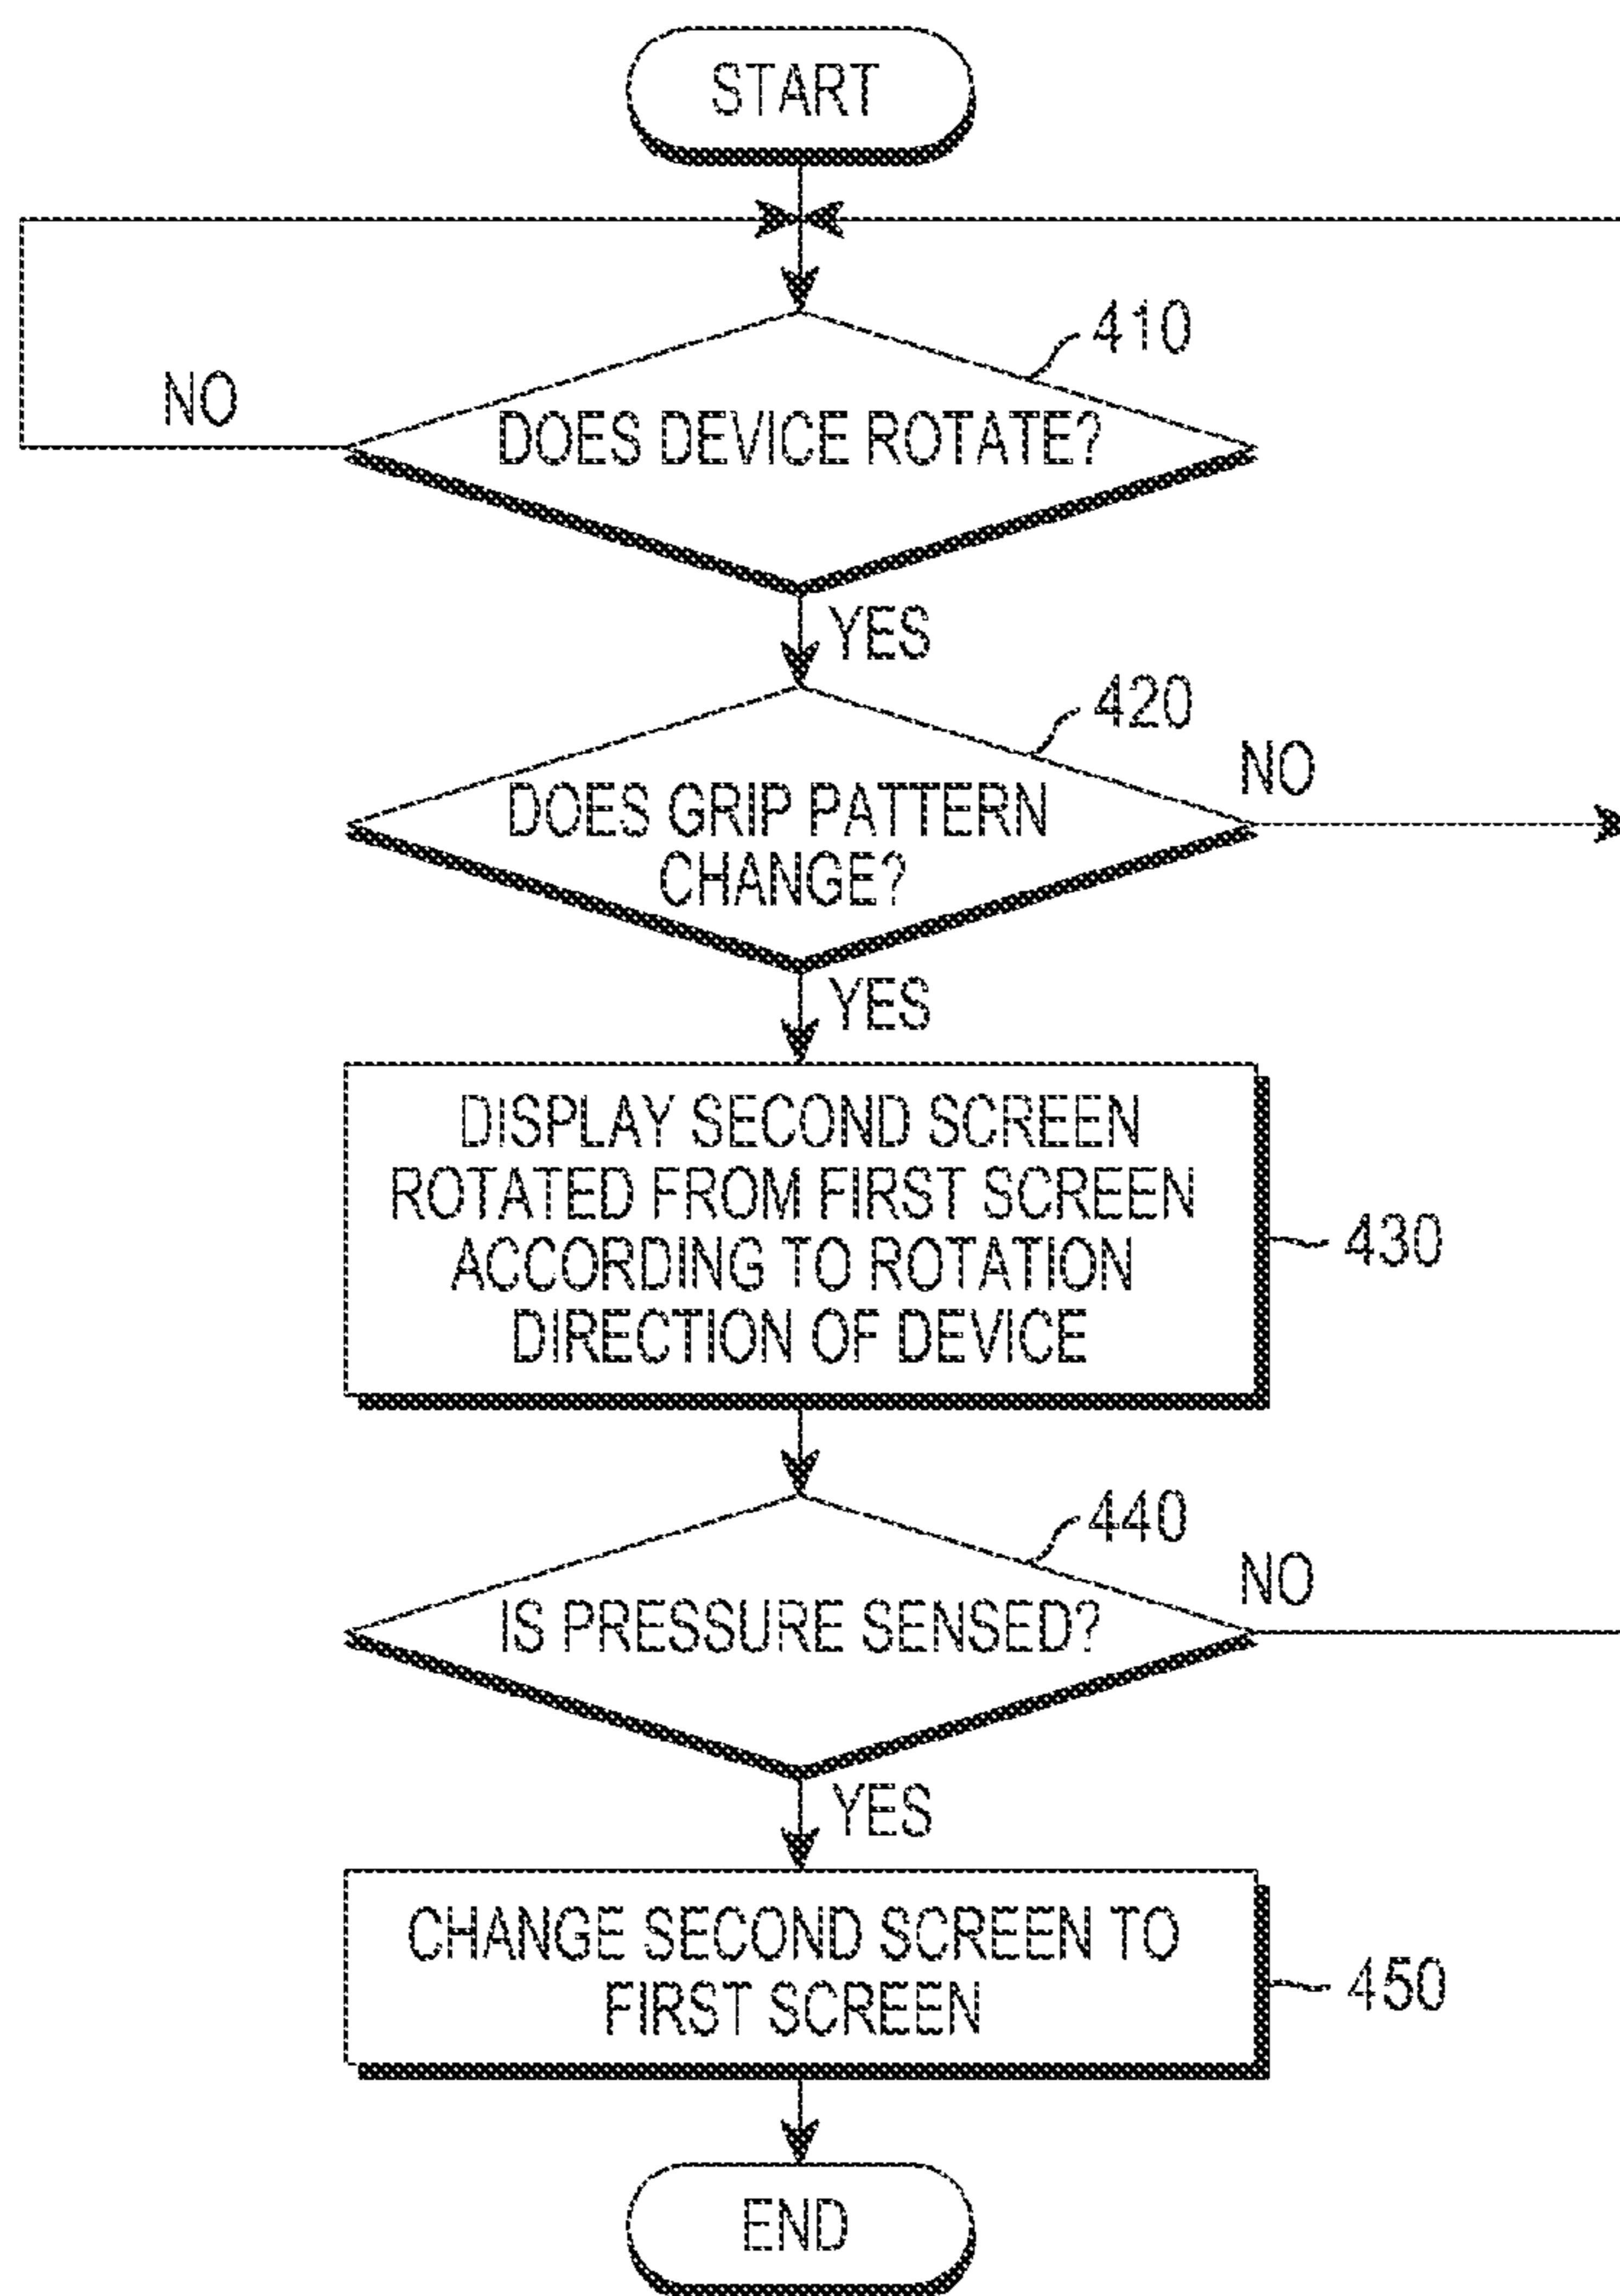 START
410
NO
DOES DEVICE ROTATE?
YES
420
NO
DOES GRIP PATTERN
CHANGE?
YES
DISPLAY SECOND SCREEN
ROTATED FROM FIRST SCREEN
ACCORDING TO ROTATION
DIRECTION OF DEVICE
430
440
NO
IS PRESSURE SENSED?
YES
CHANGE SECOND SCREEN TO
FIRST SCREEN
450
END